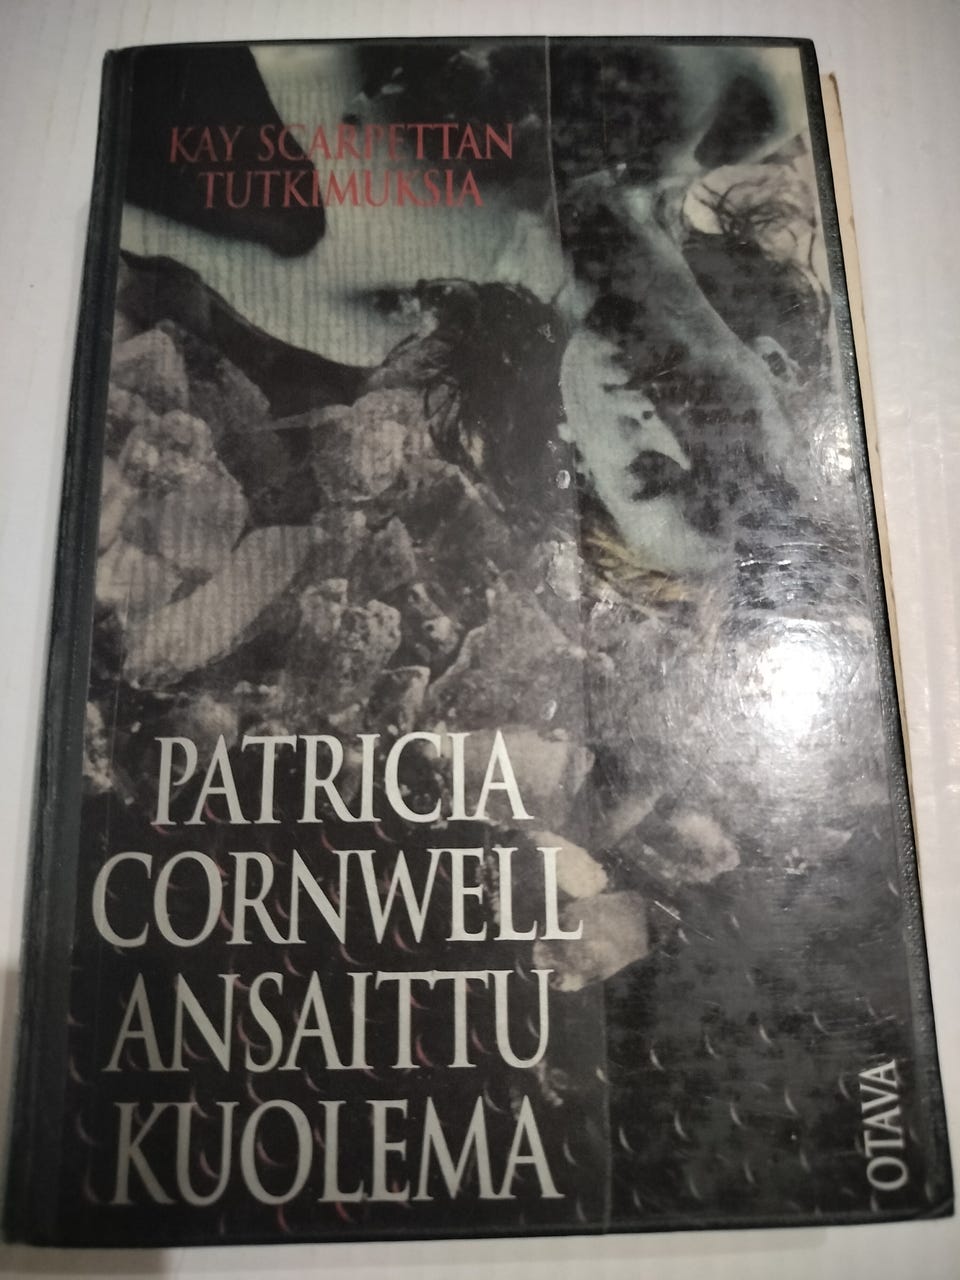 KAY SCARPETTAN
TUTKIMUKSIA
PATRICIA
CORNWELL
ANSAITTU
KUOLEMA
OTAVA